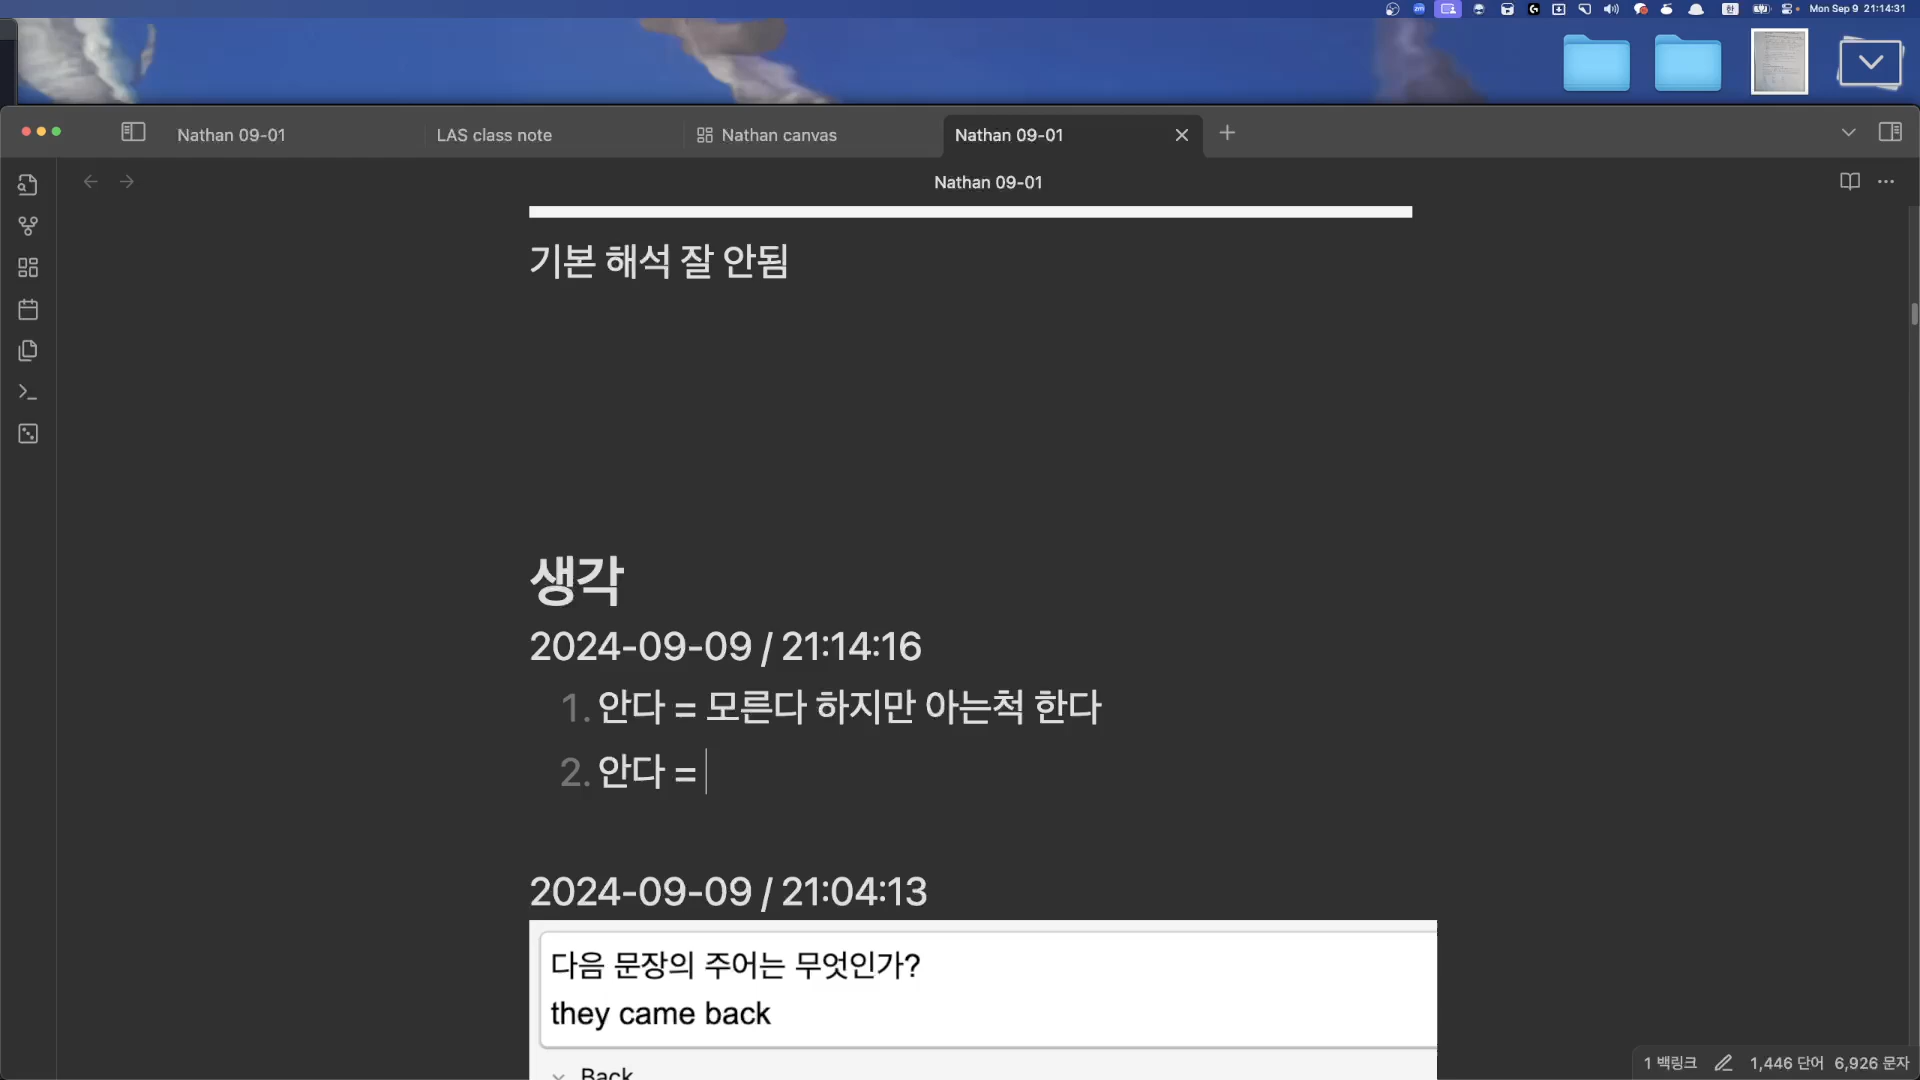 Mon Sep 9 21:14:31
Nathan 09-01
LAS class note
Nathan canvas
Nathan 09-01
Nathan 09-01
기본 해석 잘 안됨
생각
2024-09-09 / 21:14:16
1. 안다 = 모른다 하지만 아는척 한다
2. 안다 =
2024-09-09 / 21:04:13
다음 문장의 주어는 무엇인가?
they came back
Back
1 백링크 1,446 단어 6,926 문자